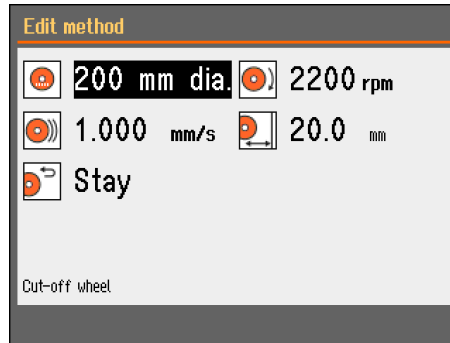 Edit method
200 mm dia. 2200 rpm
1.000 mm/s 20.0 mm
Stay
Cut-off wheel